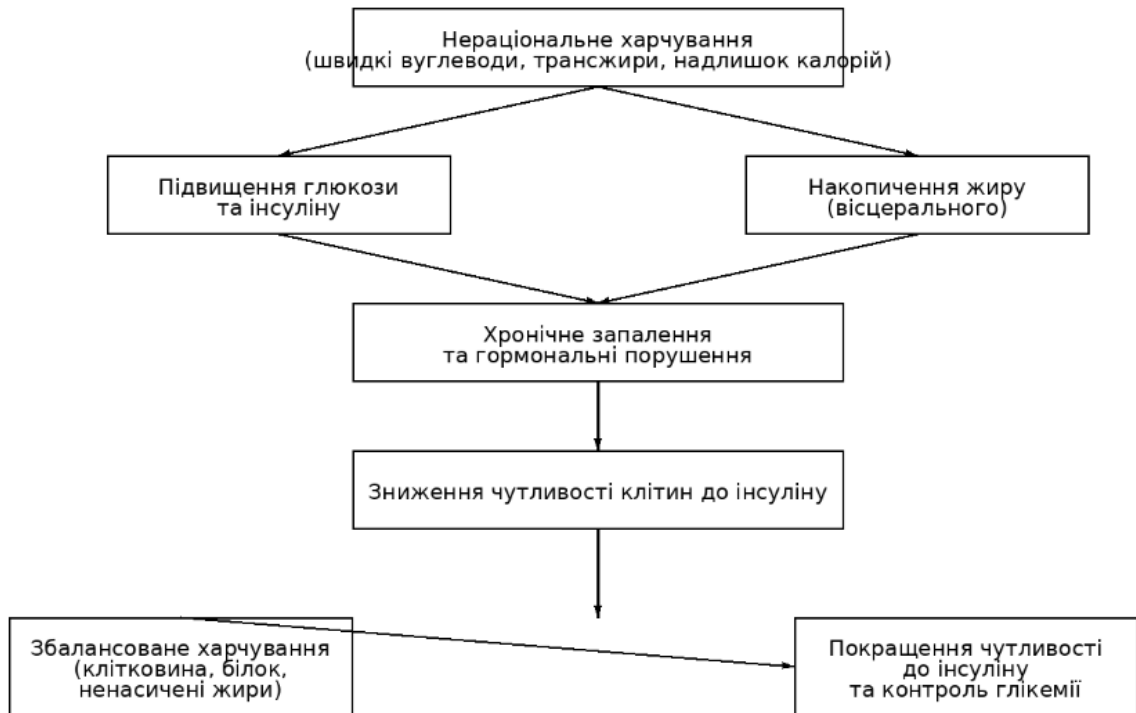 Нераціональне харчування
(швидкі вуглеводи, трансжири, надлишок калорій)
Підвищення глюкози
та інсуліну
Накопичення жиру
(вісцерального)
Хронічне запалення
та гормональні порушення
Зниження чутливості клітин до інсуліну
Збалансоване харчування
(клітковина, білок,
ненасичені жири)
Покращення чутливості
до інсуліну
та контроль глікемії